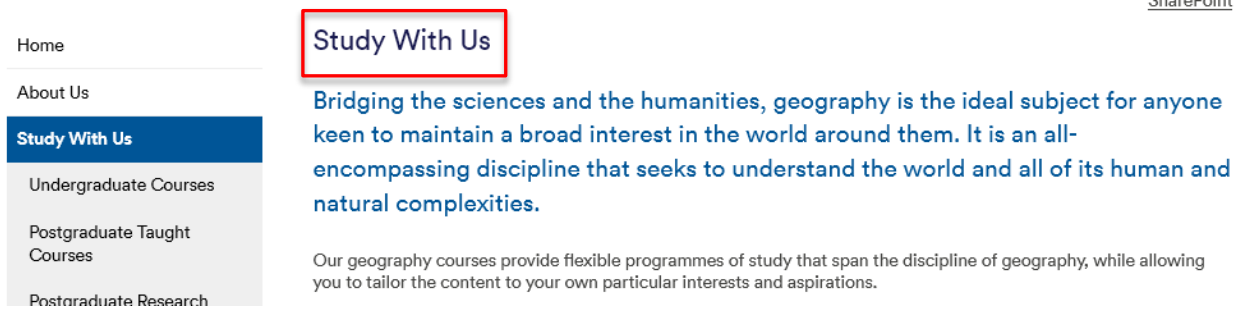 SharePoint
Home
About Us
Study With Us
Undergraduate Courses
Postgraduate Taught
Courses
Postgraduate Research
Study With Us
Bridging the sciences and the humanities, geography is the ideal subject for anyone
keen to maintain a broad interest in the world around them. It is an all-
encompassing discipline that seeks to understand the world and all of its human and
natural complexities.
Our geography courses provide flexible programmes of study that span the discipline of geography, while allowing
you to tailor the content to your own particular interests and aspirations.